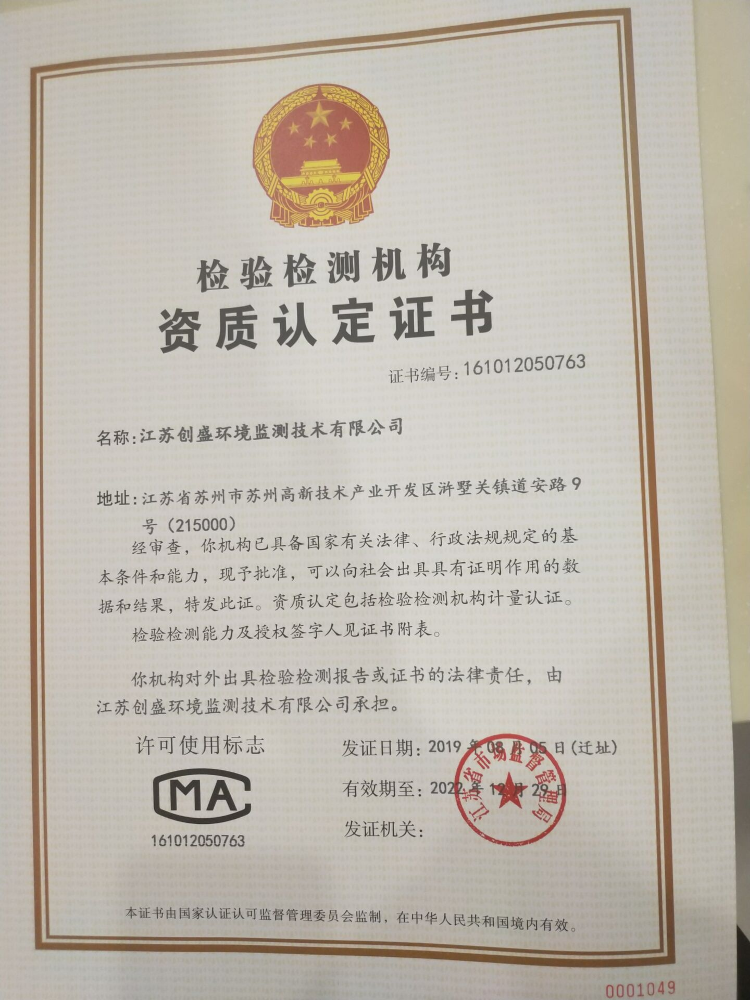 检验检测机构
资质认定证书
证书编号：161012050763
名称：江苏创盛环境监测技术有限公司
地址：江苏省苏州市苏州高新技术产业开发区浒墅关镇道安路9
号（215000）
经审查，你机构已具备国家有关法律、行政法规规定的基
本条件和能力，现予批准，可以向社会出具具有证明作用的数
据和结果，特发此证。资质认定包括检验检测机构计量认证。
检验检测能力及授权签字人见证书附表。
你机构对外出具检验检测报告或证书的法律责任，由
江苏创盛环境监测技术有限公司承担。
许可使用标志
MA
161012050763
发证日期：2019年08月05日(迁址)
有效期至：2022年12月29日
发证机关：
江苏省市场监督管理局
本证书由国家认证认可监督管理委员会监制，在中华人民共和国境内有效。
0001049